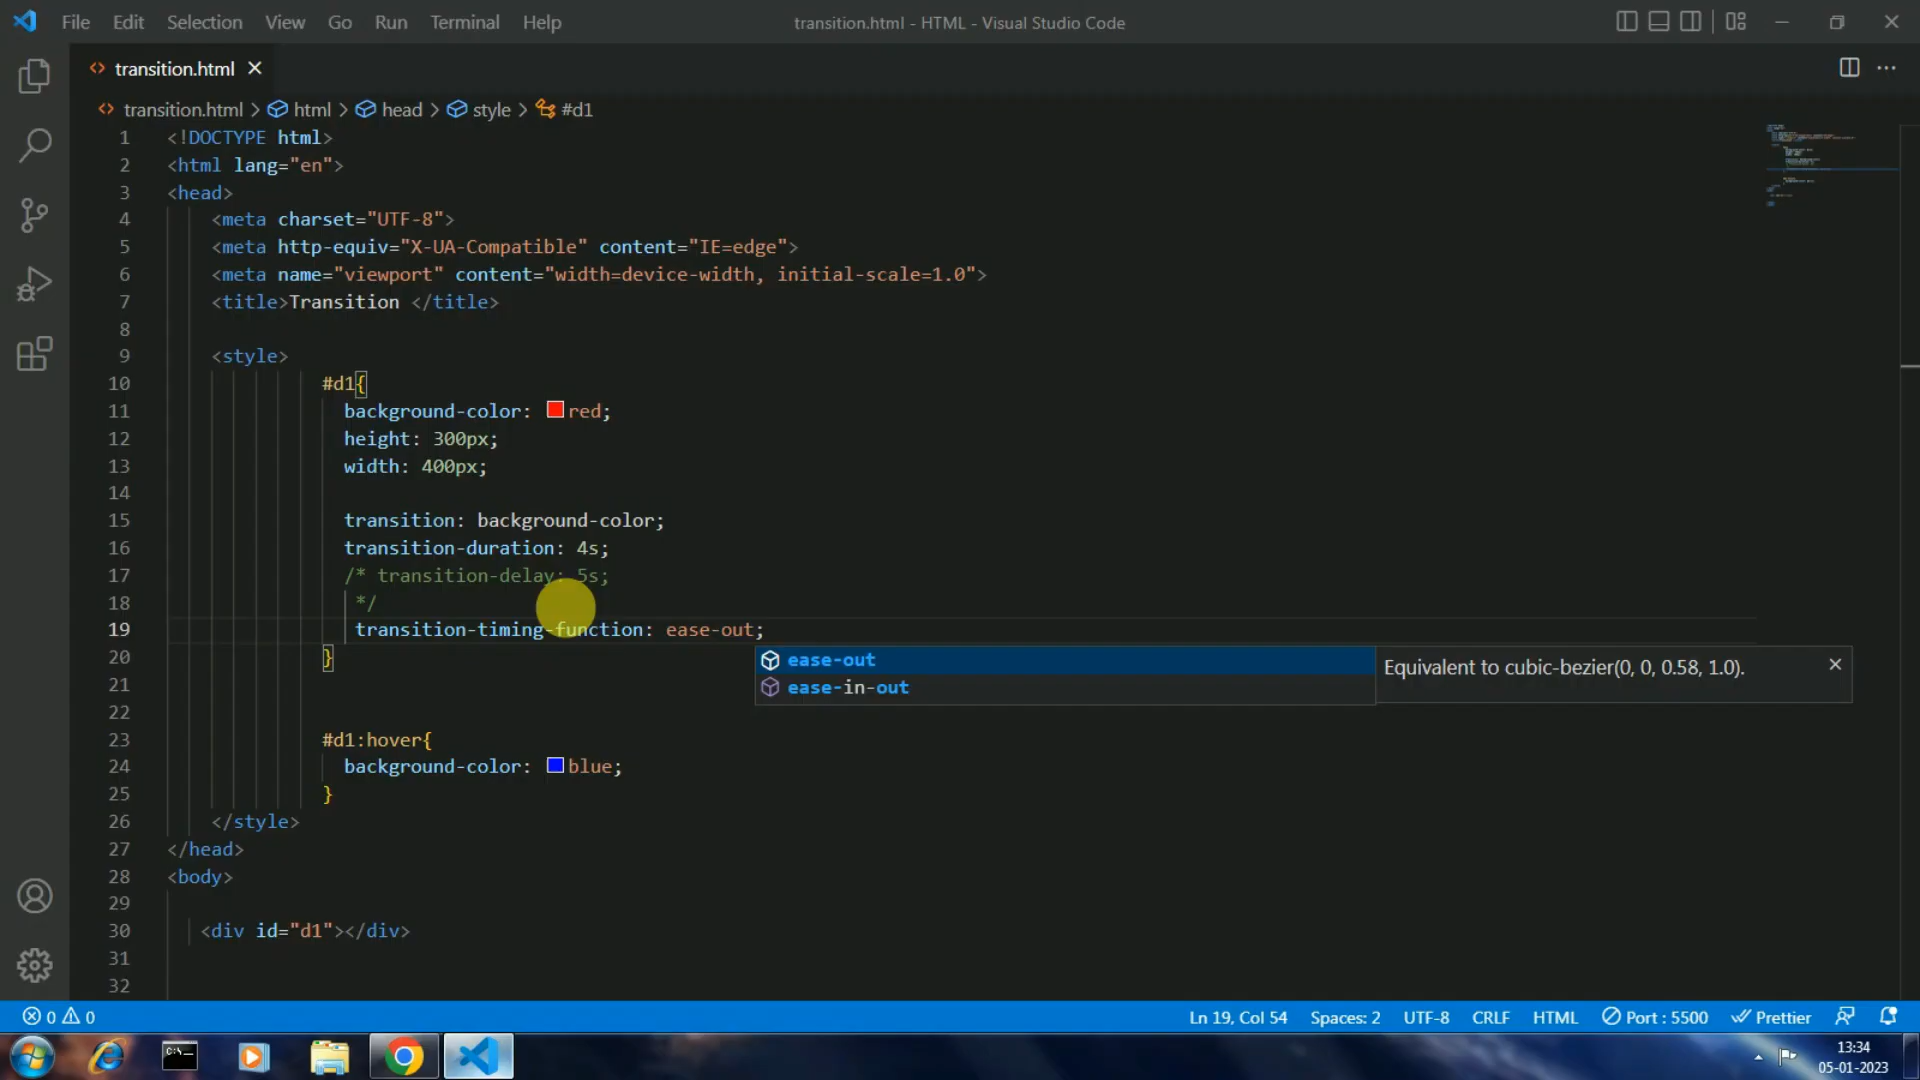 File Edit Selection View Go Run Terminal Help
transition.html - HTML - Visual Studio Code
transition.html
transition.html > html > head > style > #d1
1 <!DOCTYPE html>
2 <html lang="en">
3 <head>
4 <meta charset="UTF-8">
5 <meta http-equiv="X-UA-Compatible" content="IE=edge">
6 <meta name="viewport" content="width=device-width, initial-scale=1.0">
7 <title>Transition </title>
8
9 <style>
10 #d1{
11 background-color: red;
12 height: 300px;
13 width: 400px;
14
15 transition: background-color;
16 transition-duration: 4s;
17 /* transition-delay: 5s;
18 */
19 transition-timing-function: ease-out;
20 }
ease-out
Equivalent to cubic-bezier(0, 0, 0.58, 1.0).
ease-in-out
21
22
23 #d1:hover{
24 background-color: blue;
25 }
26 </style>
27 </head>
28 <body>
29
30 <div id="d1"></div>
31
32
0 0
Ln 19, Col 54 Spaces: 2 UTF-8 CRLF HTML Port : 5500 Prettier
13:34
05-01-2023